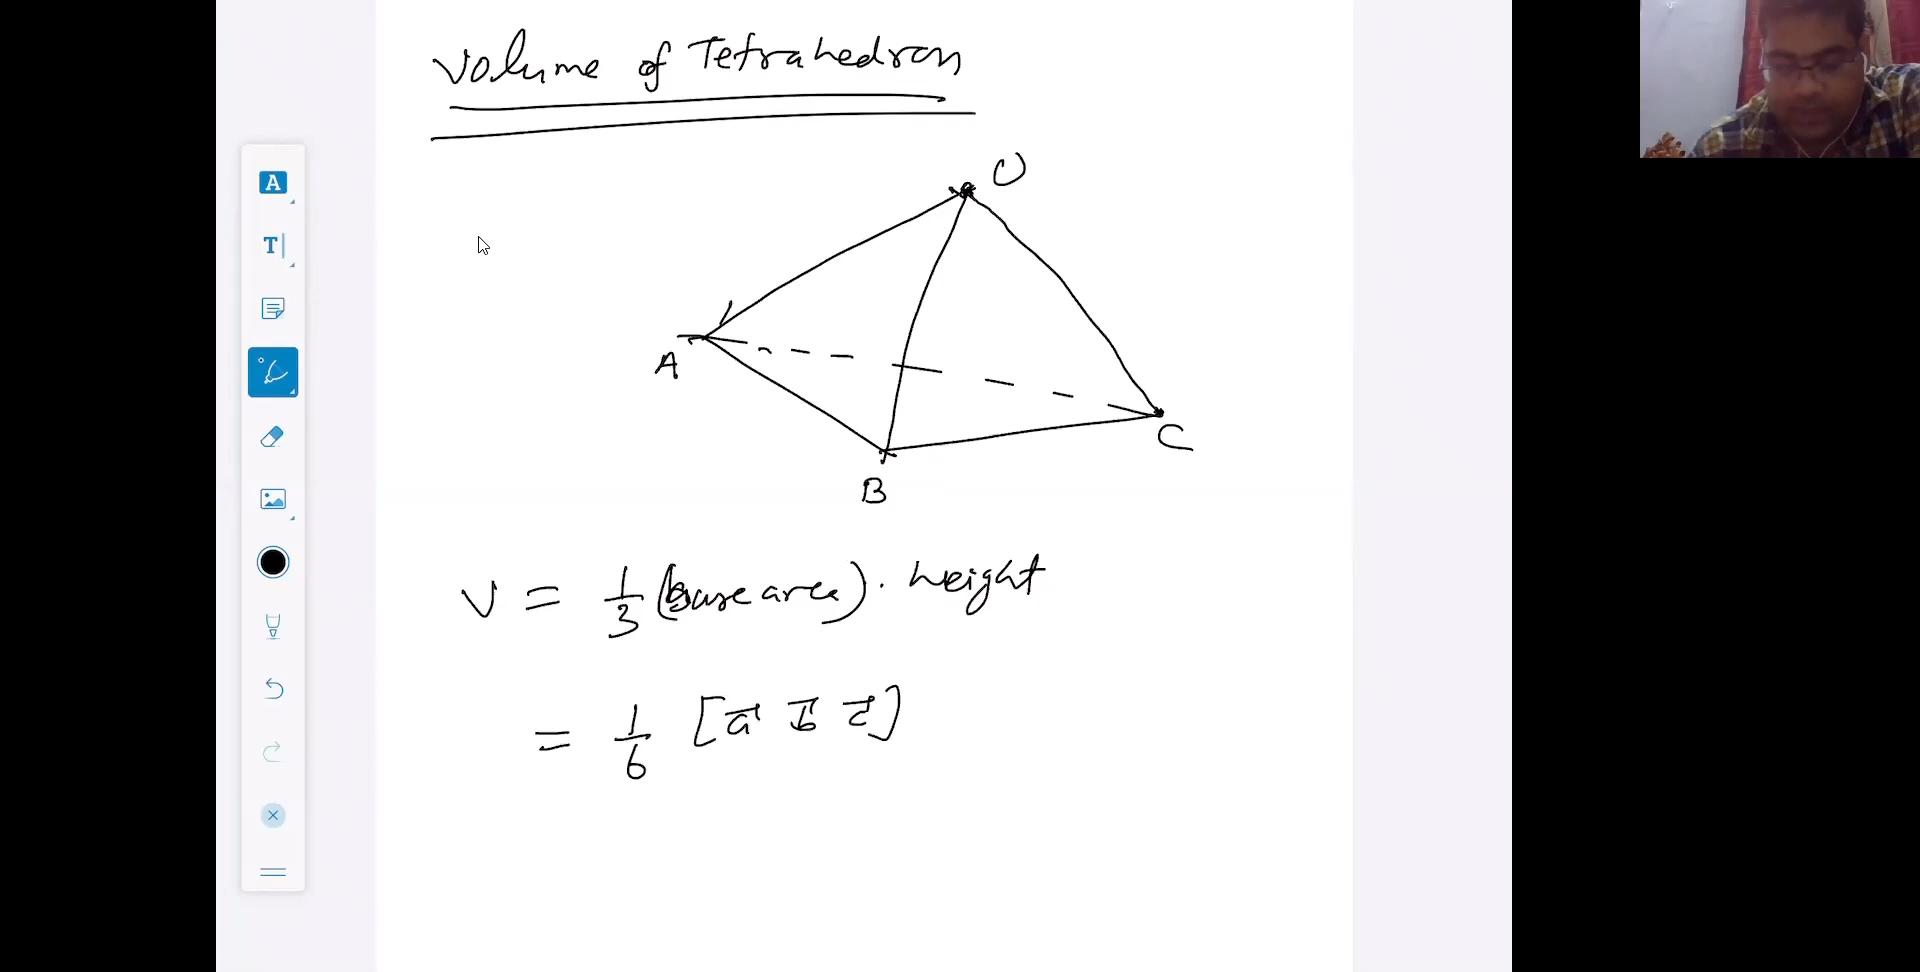 Volume of Tetrahedron
O
A
C
B
V = 1/3 (base area) . height
= 1/6 [a⃗ b⃗ c⃗]
A
T